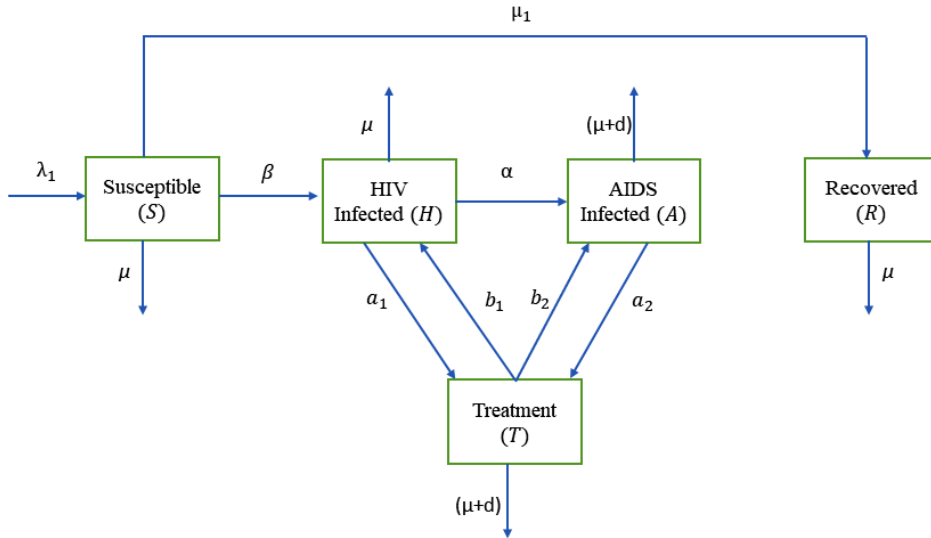 μ₁
μ
(μ+d)
λ₁
Susceptible
(S)
β
HIV
Infected (H)
α
AIDS
Infected (A)
Recovered
(R)
μ
a₁
b₁
b₂
a₂
μ
Treatment
(T)
(μ+d)